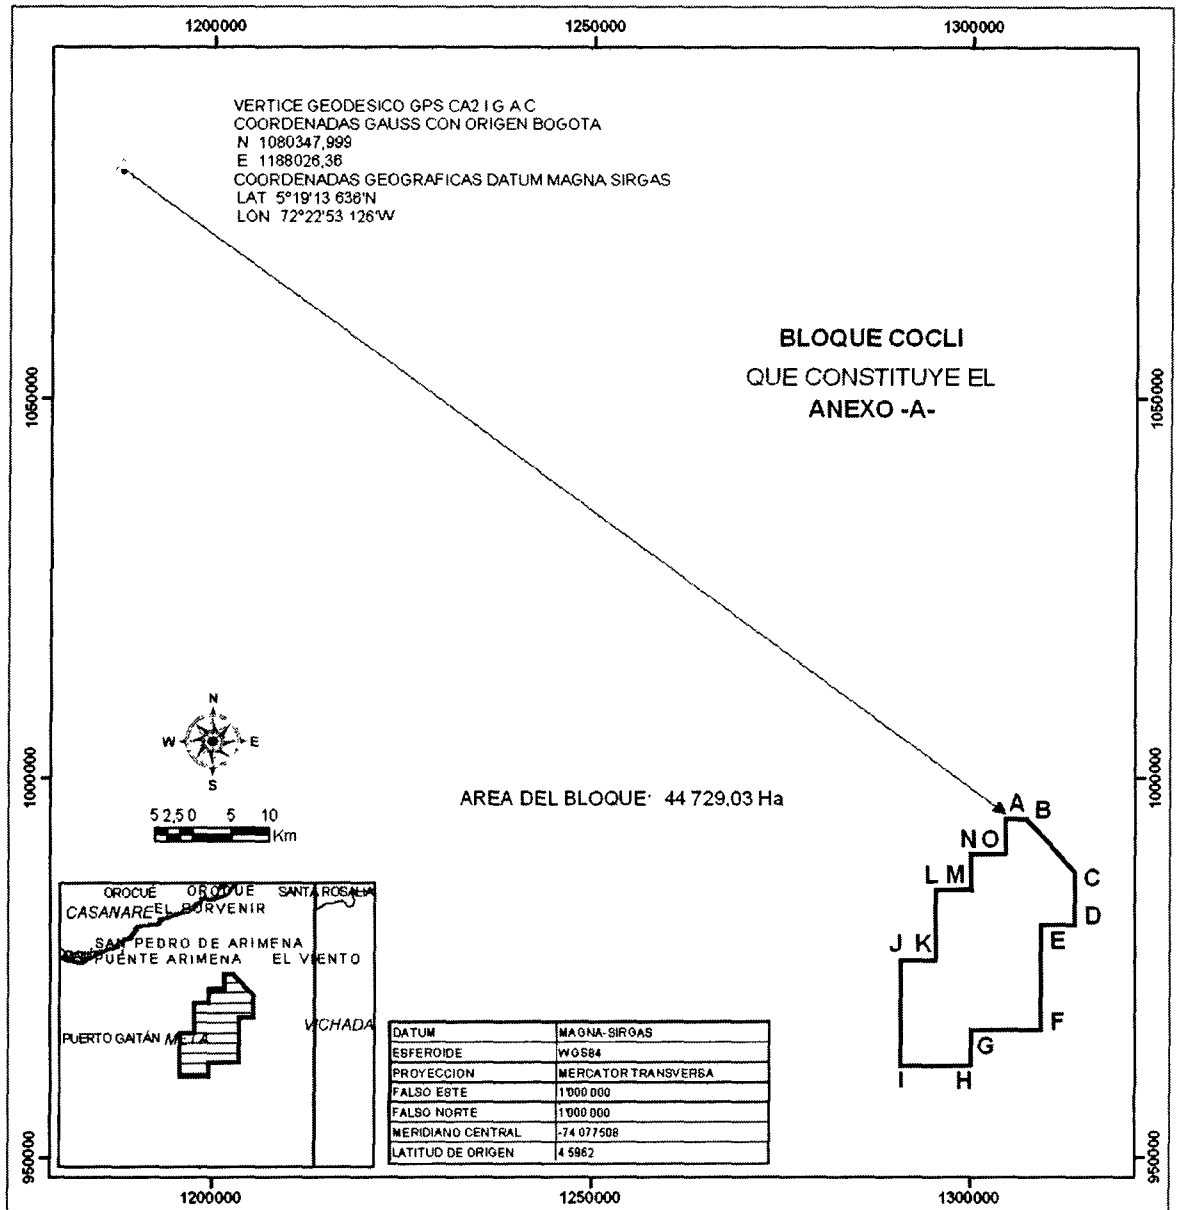 1200000
1250000
1300000
VERTICE GEODESICO GPS CA2 I G A C
COORDENADAS GAUSS CON ORIGEN BOGOTA
N 1080347,999
E 1188026,36
COORDENADAS GEOGRAFICAS DATUM MAGNA SIRGAS
LAT 5°19'13 636'N
LON 72°22'53 126'W
BLOQUE COCLI
QUE CONSTITUYE EL
ANEXO -A-
1050000
1050000
N
W
E
S
1000000
1000000
AREA DEL BLOQUE 44 729,03 Ha
5 2,5 0 5 10
Km
A B
N O
L M
C
D
J K
E
F
G
I
H
OROCUÉ
OROCUE
SANTA ROSALIA
CASANARE
EL PORVENIR
SAN PEDRO DE ARIMENA
PUENTE ARIMENA
EL VIENTO
PUERTO GAITÁN
META
VICHADA
DATUM MAGNA-SIRGAS
ESFEROIDE WGS84
PROYECCION MERCATOR TRANSVERSA
FALSO ESTE 1'000 000
FALSO NORTE 1'000 000
MERIDIANO CENTRAL -74 077508
LATITUD DE ORIGEN 4 5962
950000
950000
1200000
1250000
1300000